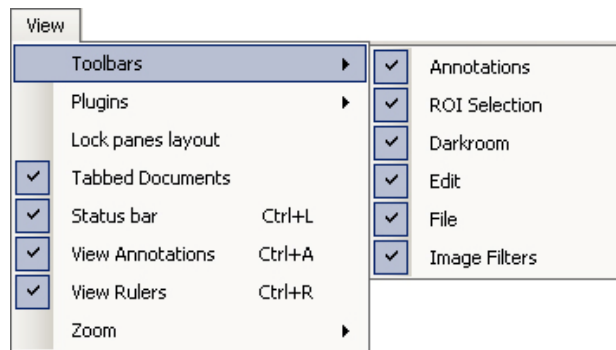 View
Toolbars
Plugins
Lock panes layout
Tabbed Documents
Status bar Ctrl+L
View Annotations Ctrl+A
View Rulers Ctrl+R
Zoom
Annotations
ROI Selection
Darkroom
Edit
File
Image Filters